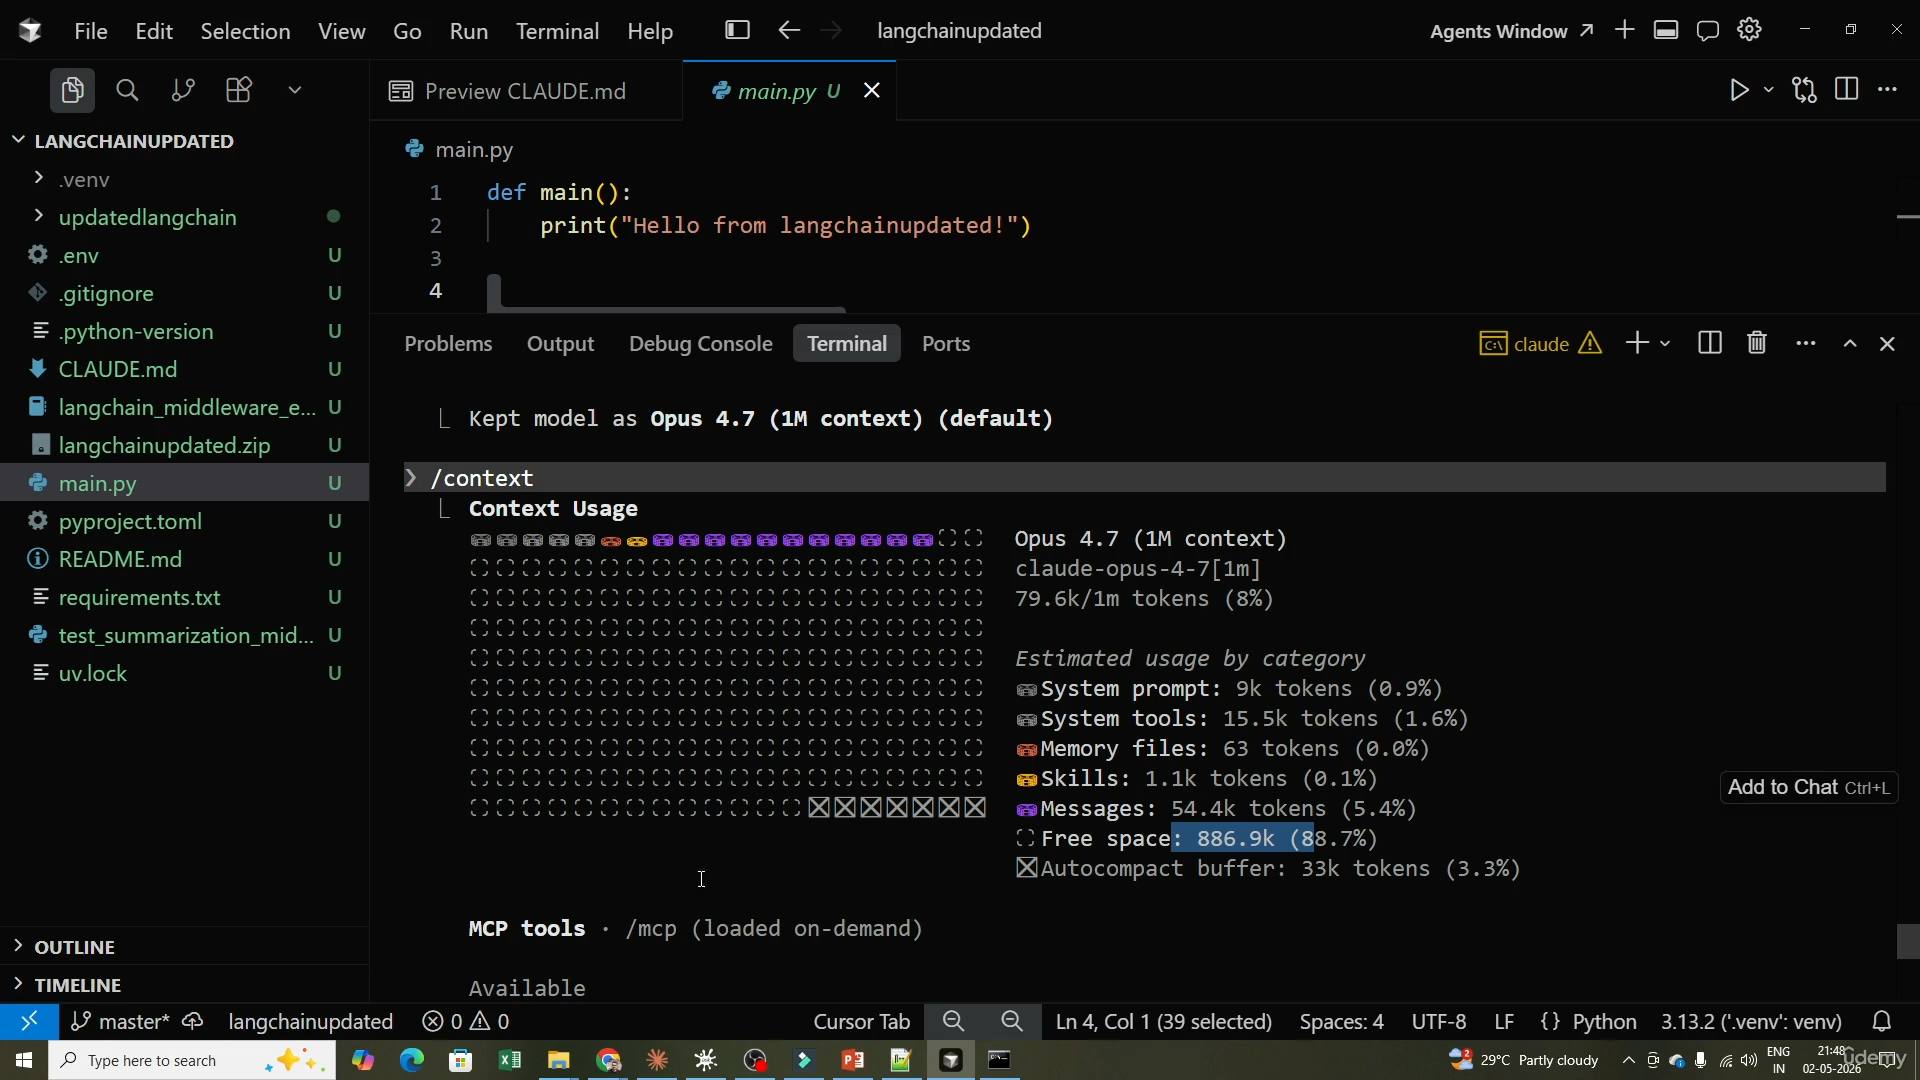 File Edit Selection View Go Run Terminal Help langchainupdated Agents Window
Preview CLAUDE.md main.py U
LANGCHAINUPDATED
.venv
updatedlangchain
.env U
.gitignore U
.python-version U
CLAUDE.md U
langchain_middleware_e... U
langchainupdated.zip U
main.py U
pyproject.toml U
README.md U
requirements.txt U
test_summarization_mid... U
uv.lock U
OUTLINE
TIMELINE
main.py
1 def main():
2 print("Hello from langchainupdated!")
3
4
Problems Output Debug Console Terminal Ports claude
Kept model as Opus 4.7 (1M context) (default)
❯ /context
Context Usage
Opus 4.7 (1M context)
claude-opus-4-7[1m]
79.6k/1m tokens (8%)
Estimated usage by category
System prompt: 9k tokens (0.9%)
System tools: 15.5k tokens (1.6%)
Memory files: 63 tokens (0.0%)
Skills: 1.1k tokens (0.1%)
Messages: 54.4k tokens (5.4%)
Free space: 886.9k (88.7%)
Autocompact buffer: 33k tokens (3.3%)
Add to Chat Ctrl+L
MCP tools · /mcp (loaded on-demand)
Available
master* langchainupdated 0 0 Cursor Tab Ln 4, Col 1 (39 selected) Spaces: 4 UTF-8 LF {} Python 3.13.2 ('.venv': venv)
Type here to search 2 29°C Partly cloudy ENG IN 21:48 02-05-2026
udemy